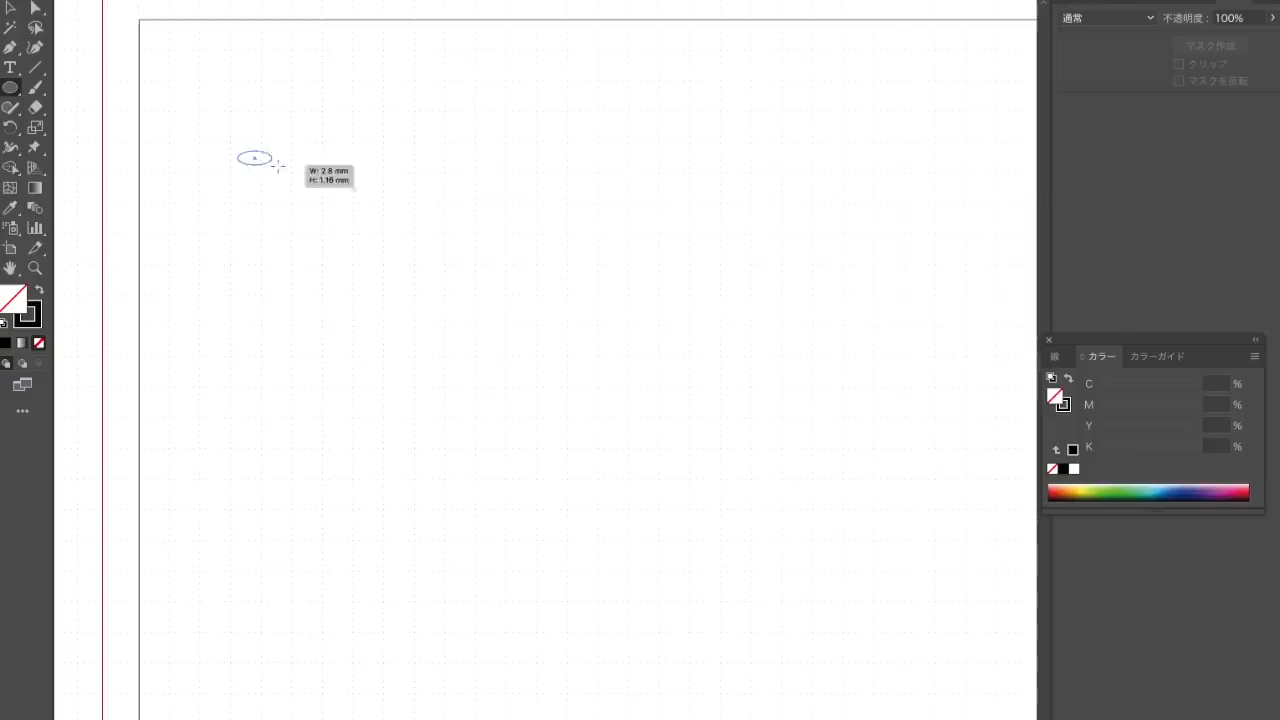 通常 不透明度 : 100%
マスク作成
クリップ
マスクを反転
W: 2.8 mm
H: 1.16 mm
線 カラー カラーガイド
C %
M %
Y %
K %